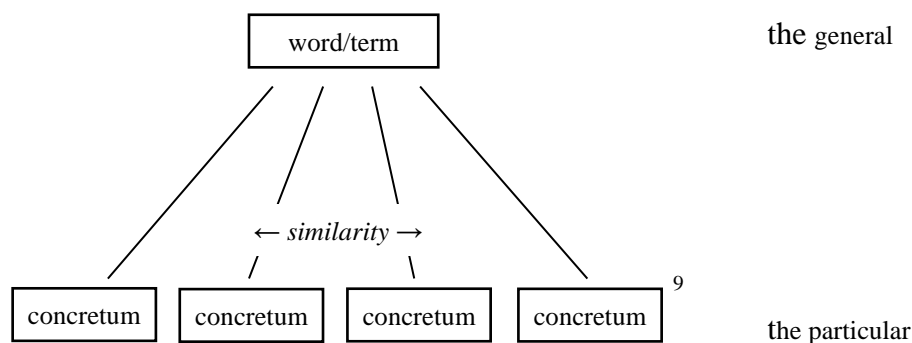 word/term the general
← similarity →
9
concretum concretum concretum concretum
the particular